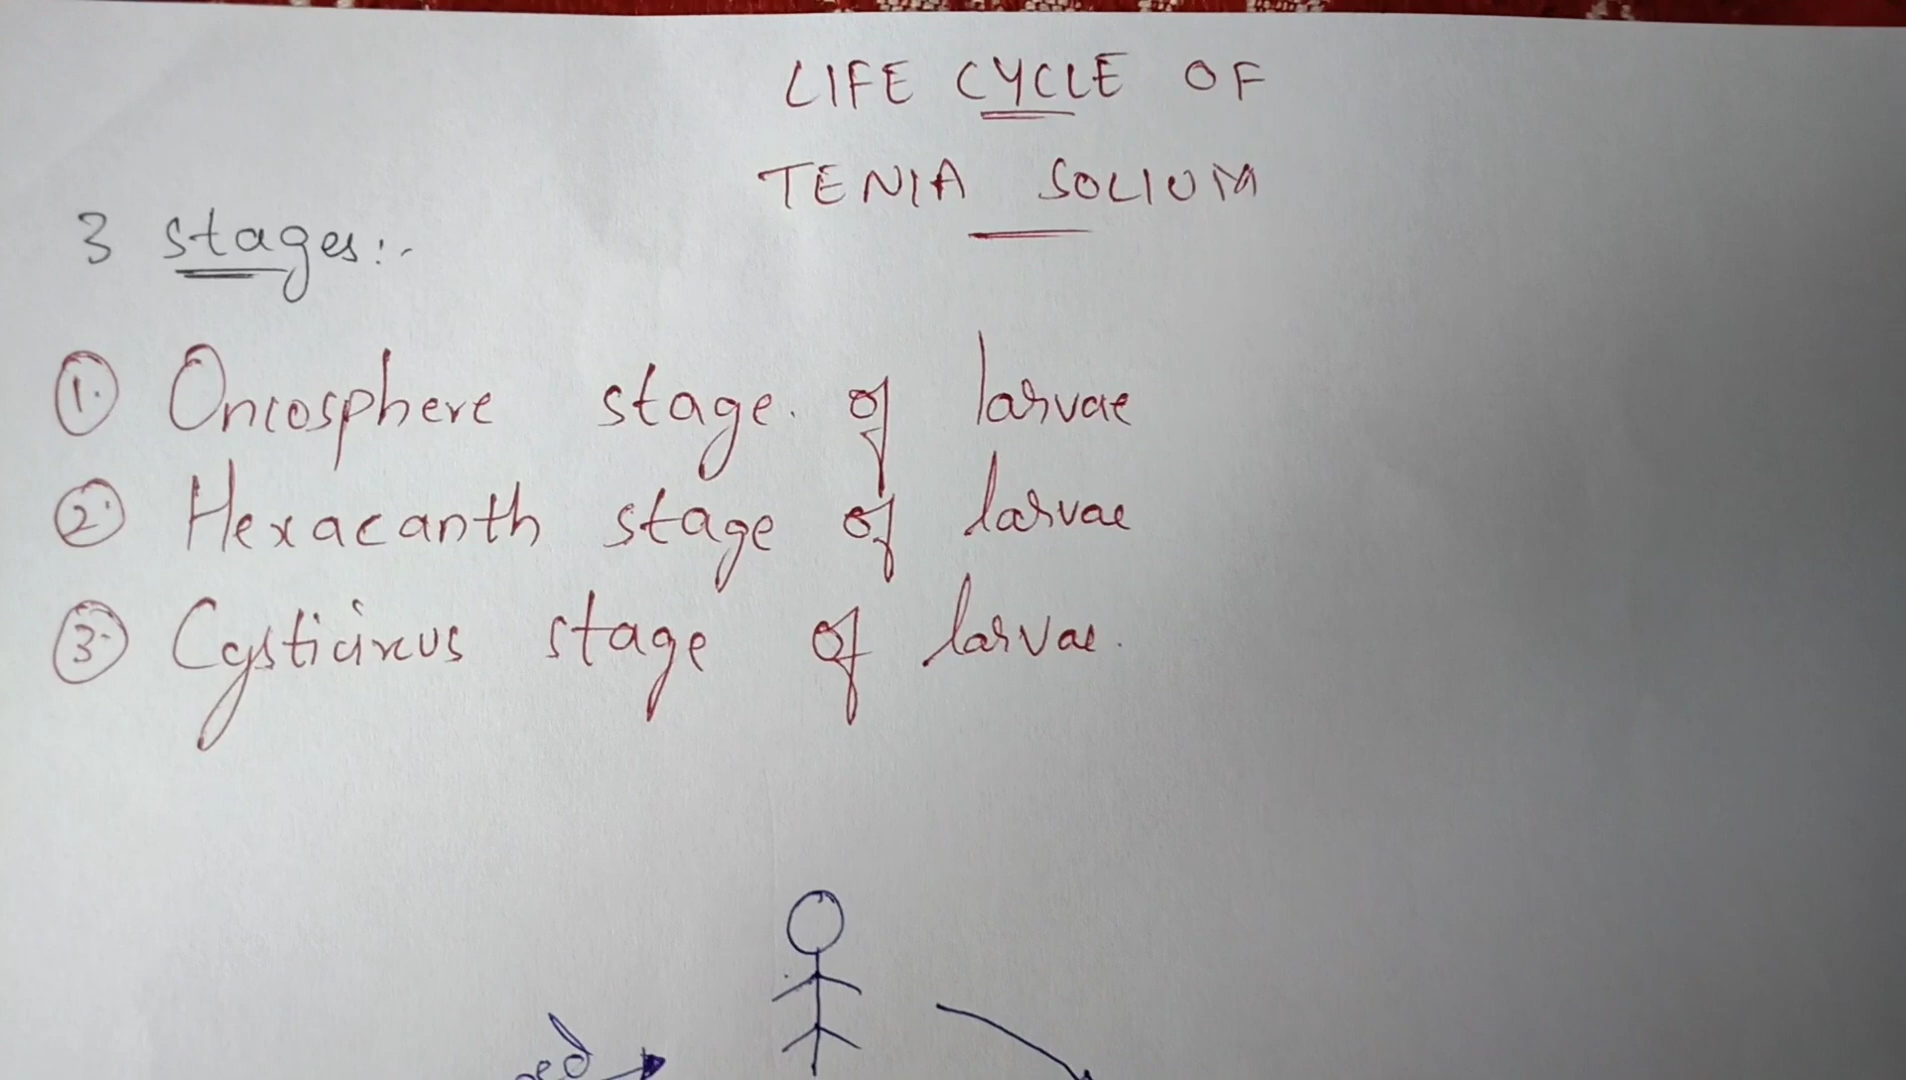 LIFE CYCLE OF
TENIA SOLIUM
3 stages:-
1. Oncosphere stage. of larvae
2. Hexacanth stage of larvae
3. Cysticircus stage of larvae.